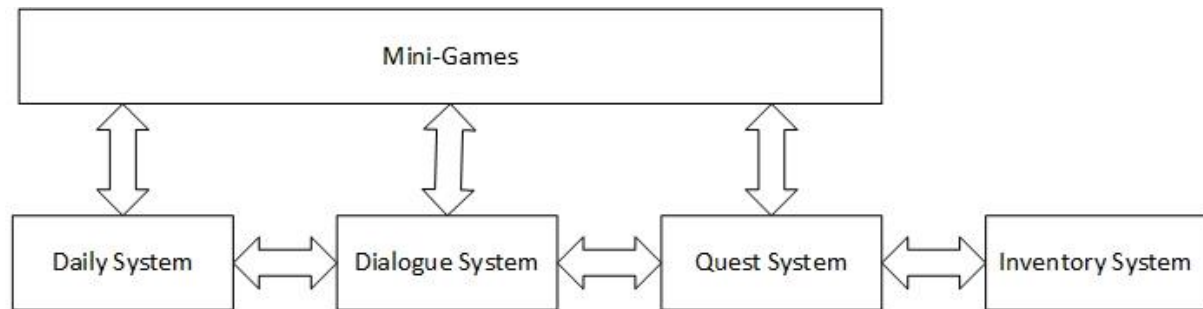 Mini-Games
Daily System
Dialogue System
Quest System
Inventory System